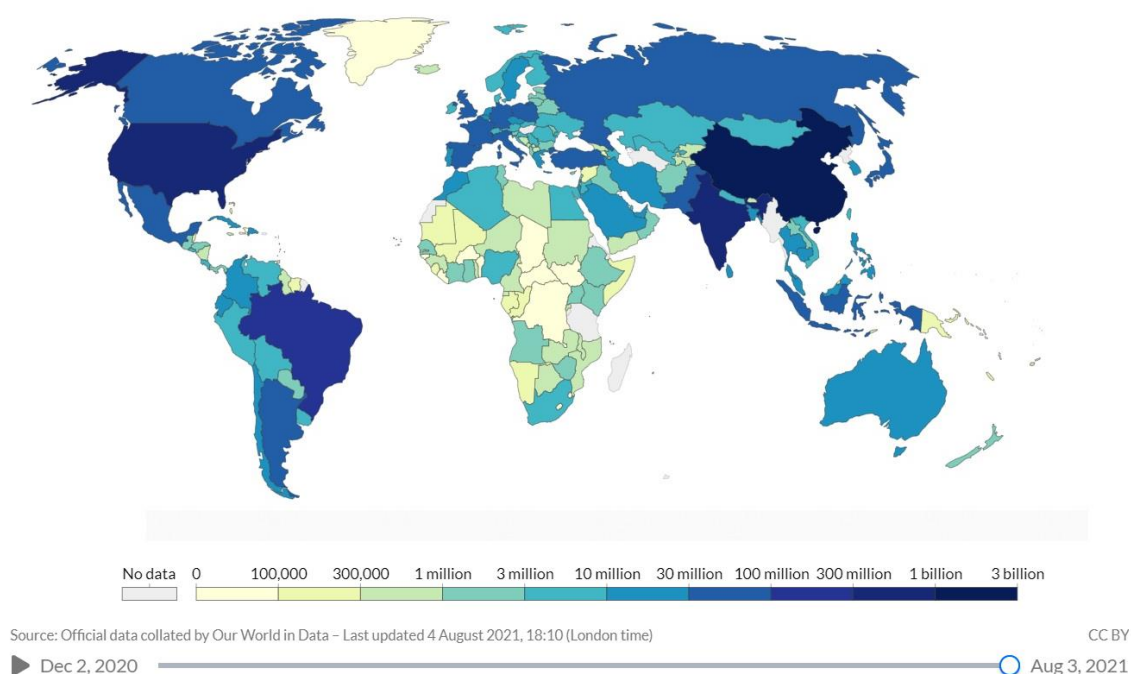 No data 0 100,000 300,000 1 million 3 million 10 million 30 million 100 million 300 million 1 billion 3 billion
Source: Official data collated by Our World in Data – Last updated 4 August 2021, 18:10 (London time) CC BY
Dec 2, 2020 Aug 3, 2021